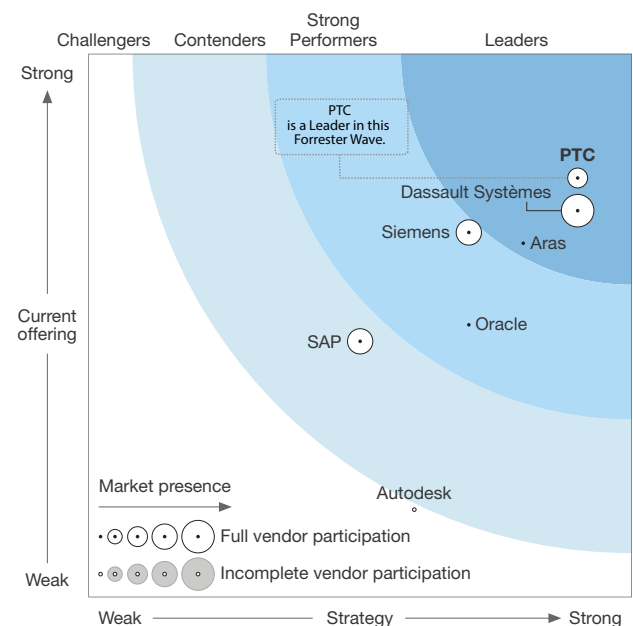 Challengers
Contenders
Strong
Performers
Leaders
Strong
PTC
is a Leader in this
Forrester Wave.
PTC
Dassault Systèmes
Siemens
Aras
Current
offering
Oracle
SAP
Market presence
Autodesk
Full vendor participation
Incomplete vendor participation
Weak
Weak
Strategy
Strong